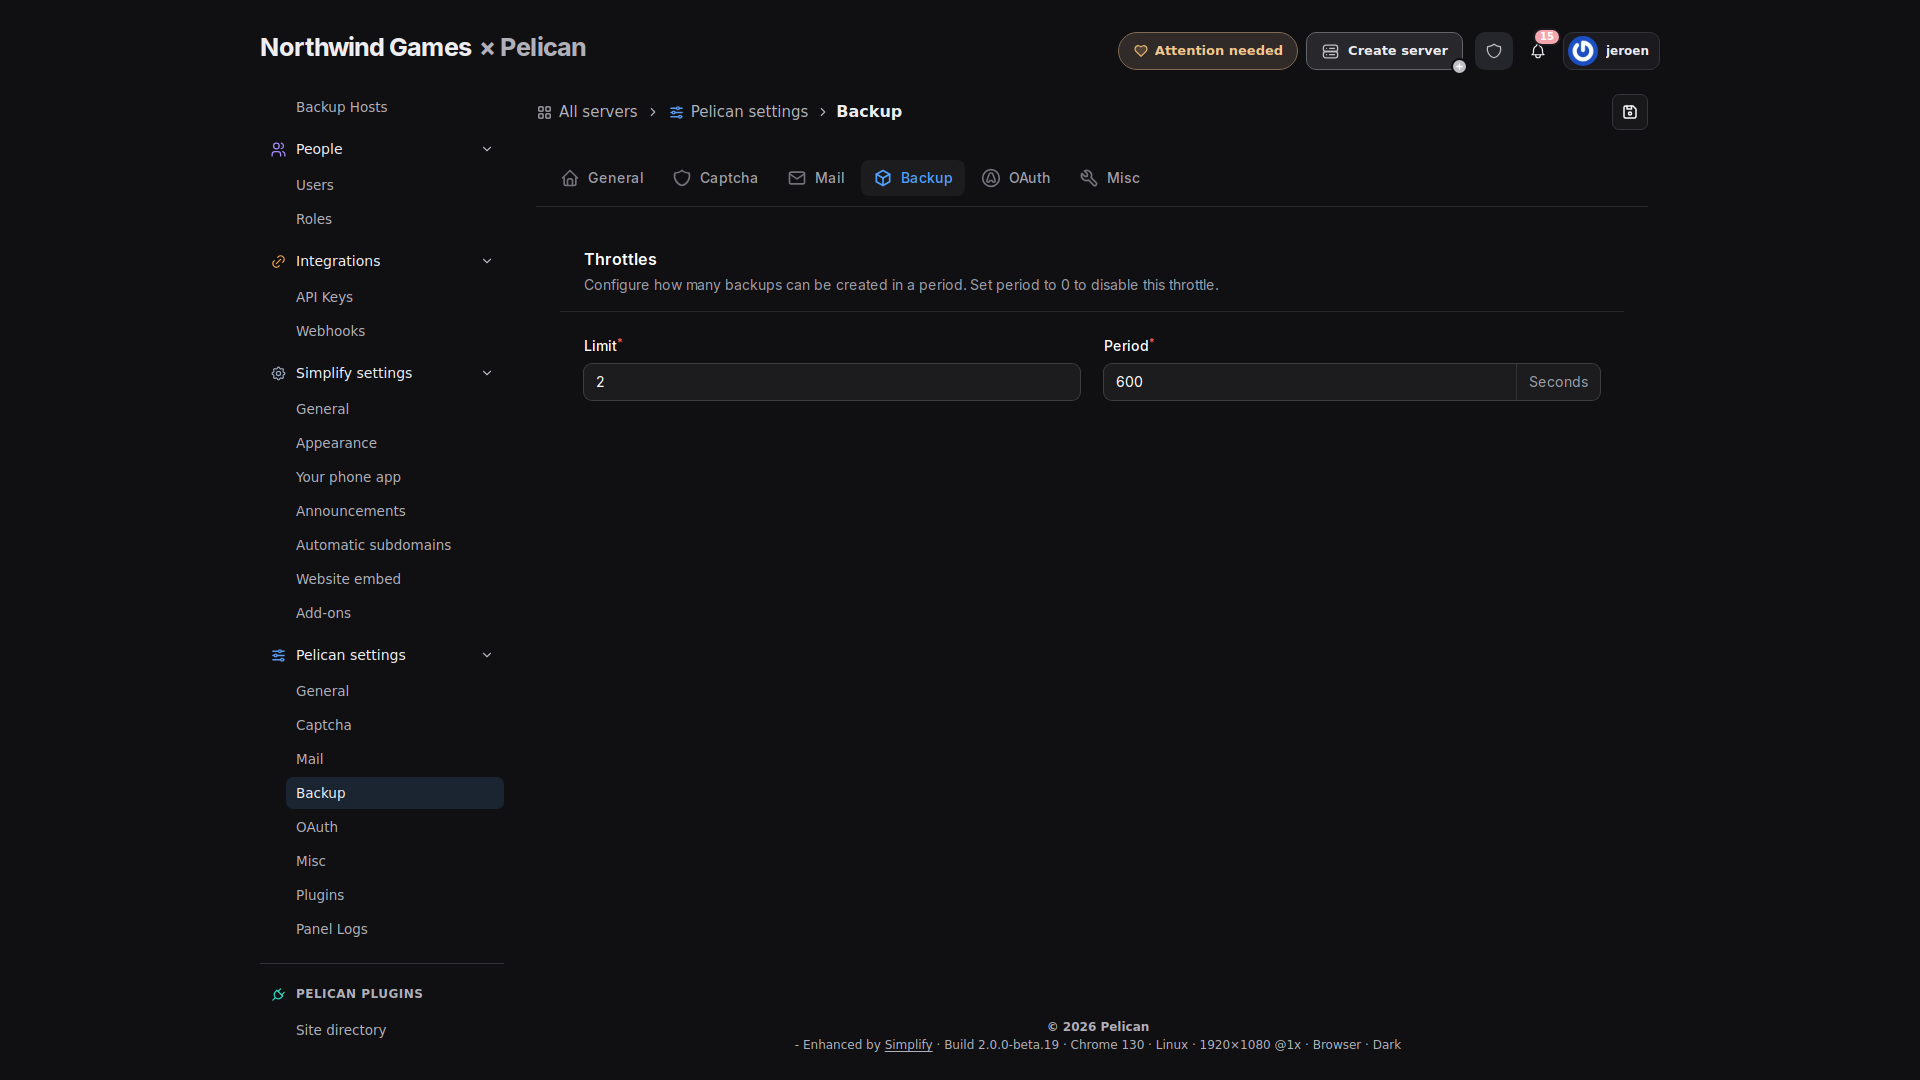 Northwind Games × Pelican
Attention needed
Create server
15
jeroen
Backup Hosts
People
Users
Roles
Integrations
API Keys
Webhooks
Simplify settings
General
Appearance
Your phone app
Announcements
Automatic subdomains
Website embed
Add-ons
Pelican settings
General
Captcha
Mail
Backup
OAuth
Misc
Plugins
Panel Logs
PELICAN PLUGINS
Site directory
All servers > Pelican settings > Backup
General Captcha Mail Backup OAuth Misc
Throttles
Configure how many backups can be created in a period. Set period to 0 to disable this throttle.
Limit* Period*
2 600 Seconds
© 2026 Pelican
- Enhanced by Simplify · Build 2.0.0-beta.19 · Chrome 130 · Linux · 1920×1080 @1x · Browser · Dark